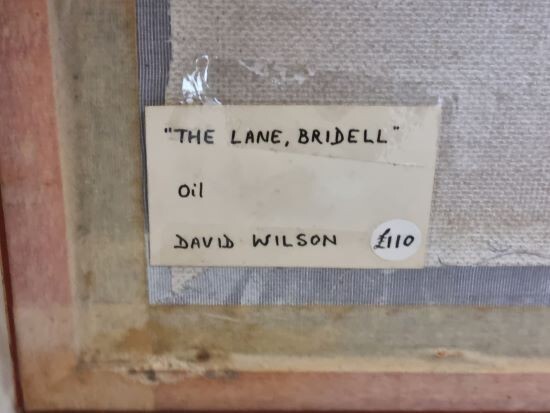 "THE LANE, BRIDELL"
Oil
DAVID WILSON £110